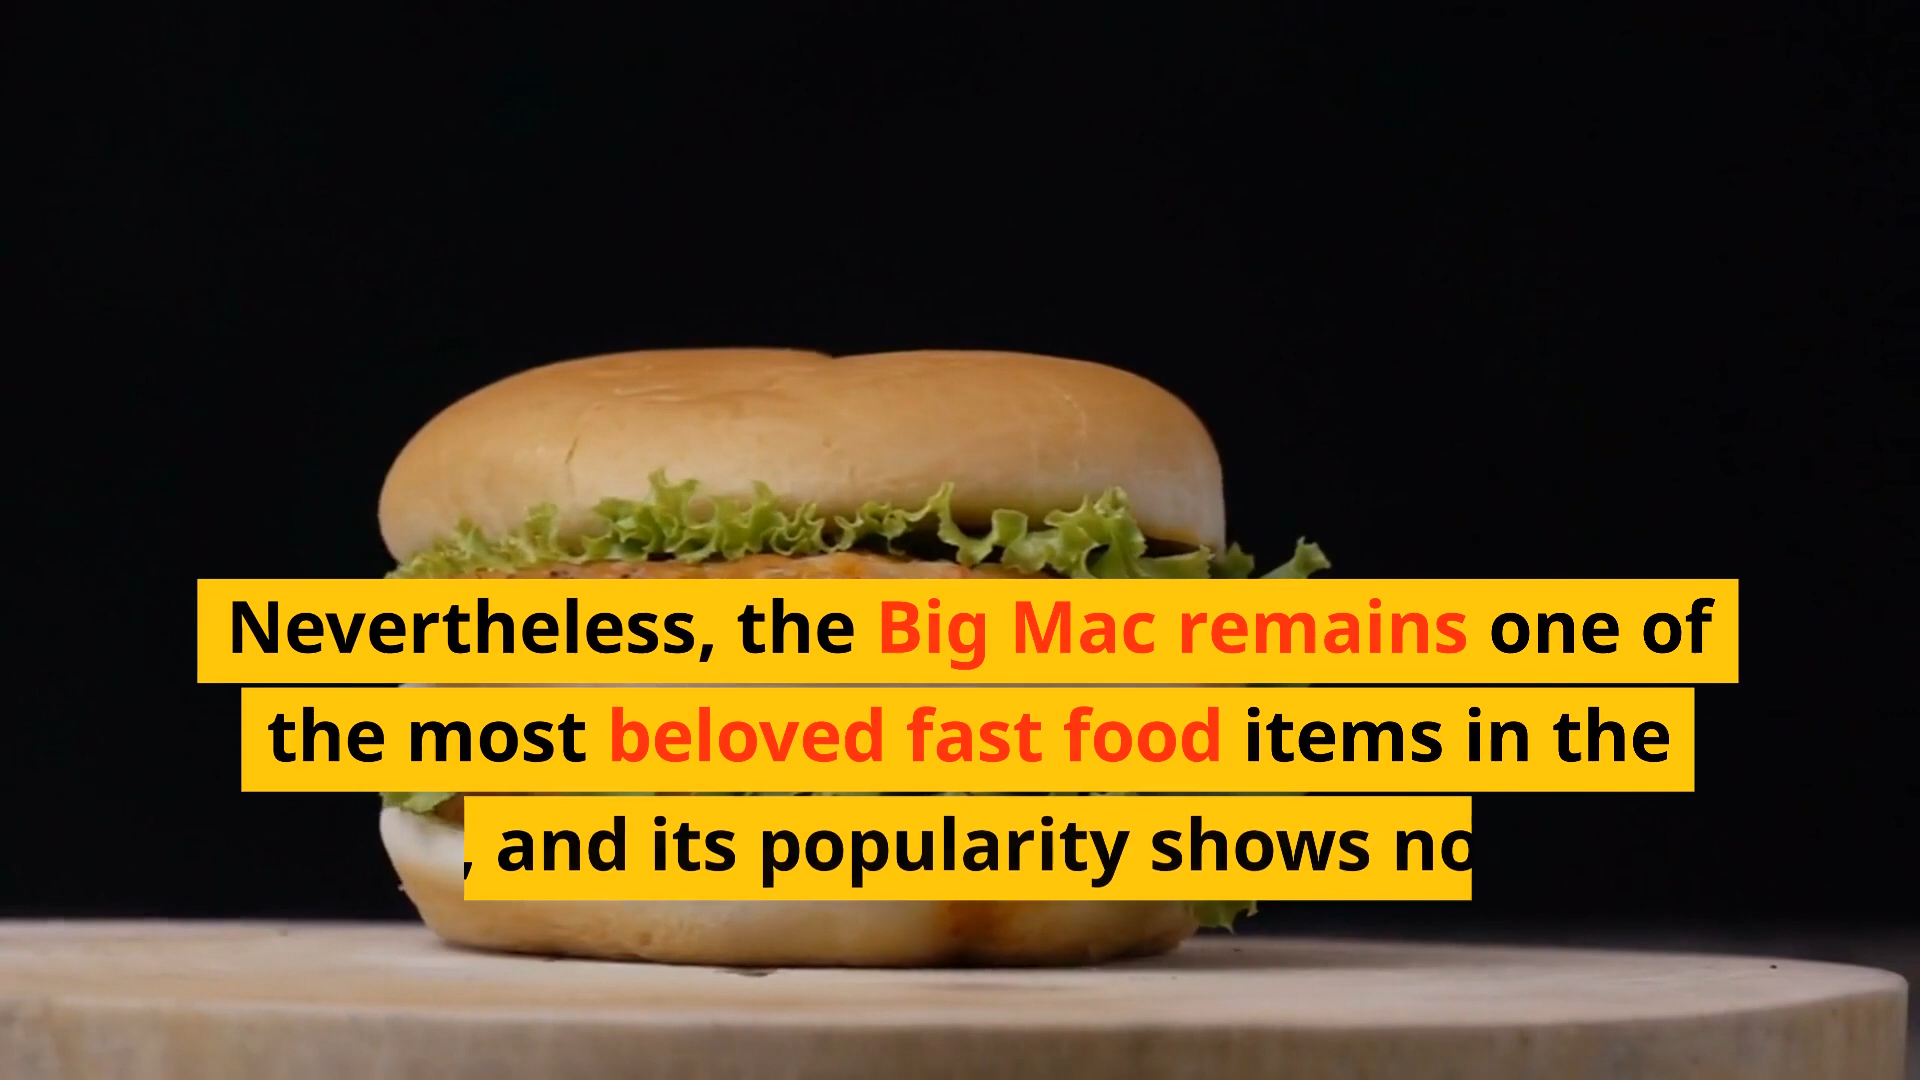 Nevertheless, the Big Mac remains one of
the most beloved fast food items in the
, and its popularity shows no